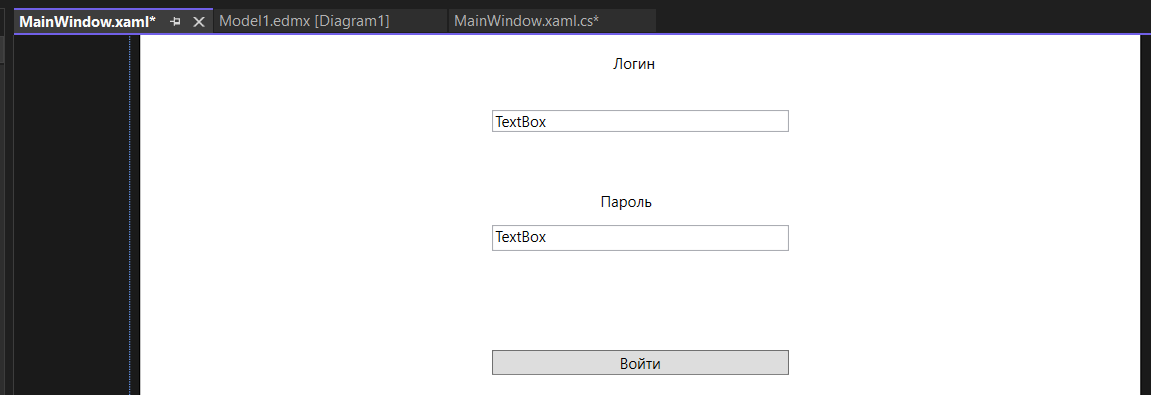 MainWindow.xaml* Model1.edmx [Diagram1] MainWindow.xaml.cs*
Логин
TextBox
Пароль
TextBox
Войти